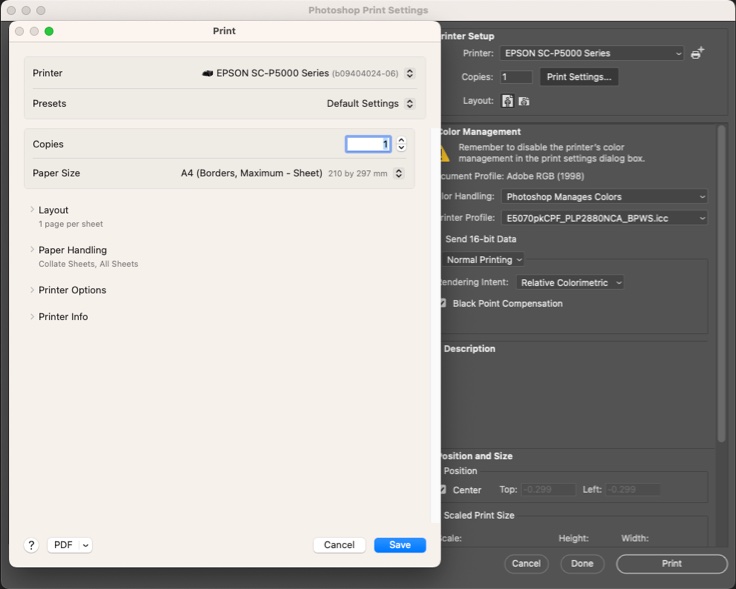 Photoshop Print Settings
Print
Printer EPSON SC-P5000 Series (b09404024-06)
Presets Default Settings
Copies 1
Paper Size A4 (Borders, Maximum - Sheet) 210 by 297 mm
Layout
1 page per sheet
Paper Handling
Collate Sheets, All Sheets
Printer Options
Printer Info
? PDF Cancel Save
rinter Setup
Printer: EPSON SC-P5000 Series
Copies: 1 Print Settings...
Layout:
Color Management
Remember to disable the printer's color
management in the print settings dialog box.
cument Profile: Adobe RGB (1998)
lor Handling: Photoshop Manages Colors
rinter Profile: E5070pkCPF_PLP2880NCA_BPWS.icc
Send 16-bit Data
Normal Printing
endering Intent: Relative Colorimetric
Black Point Compensation
Description
osition and Size
Position
Center Top: -0.299 Left: -0.299
Scaled Print Size
cale: Height: Width:
Cancel Done Print